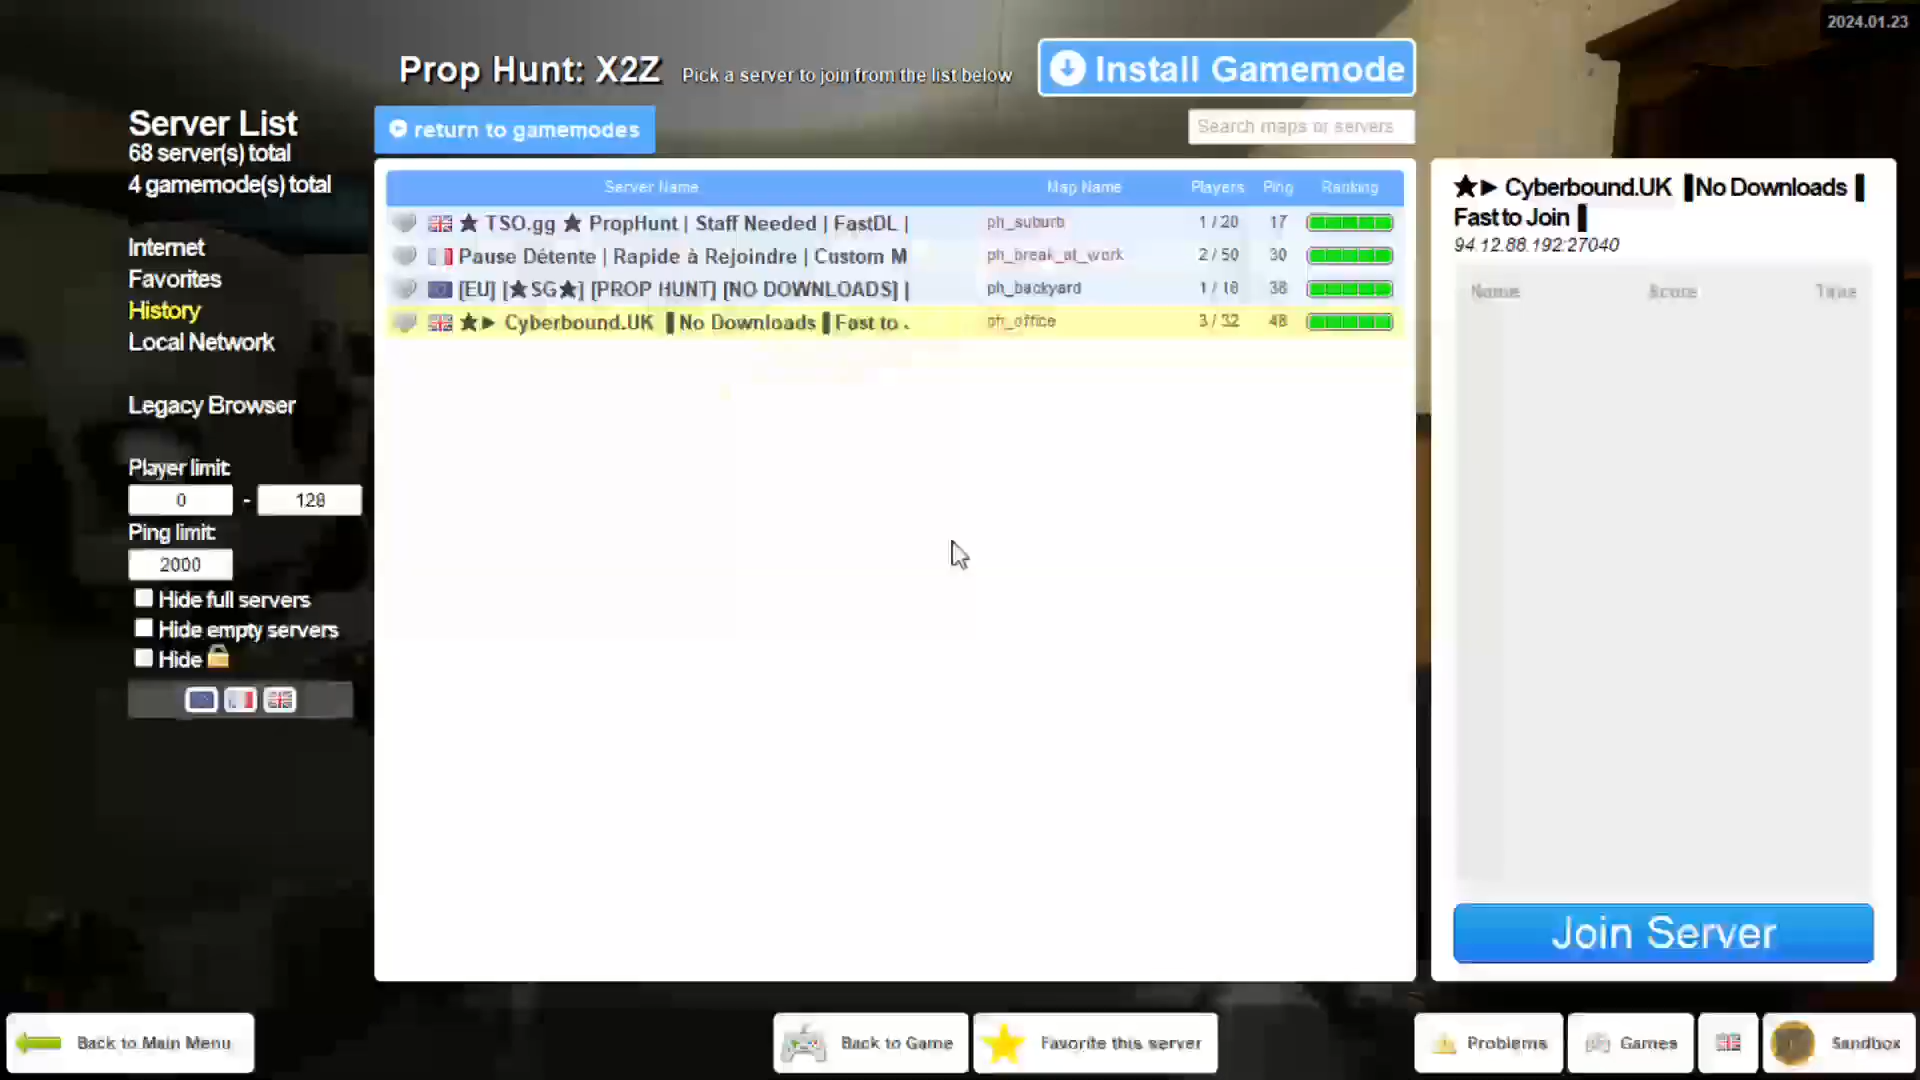 2024.01.23
Prop Hunt: X2Z Pick a server to join from the list below Install Gamemode
Server List
68 server(s) total
4 gamemode(s) total
return to gamemodes
Search maps or servers
Internet
Favorites
History
Local Network
Legacy Browser
Player limit:
0 - 128
Ping limit:
2000
Hide full servers
Hide empty servers
Hide
Server Name Map Name Players Ping Ranking
★ TSO.gg ★ PropHunt | Staff Needed | FastDL | ph_suburb 1 / 20 17
Pause Détente | Rapide à Rejoindre | Custom M ph_break_at_work 2 / 50 30
[EU] [★SG★] [PROP HUNT] [NO DOWNLOADS] | ph_backyard 1 / 18 38
★► Cyberbound.UK ▐ No Downloads ▐ Fast to . ph_office 3 / 32 48
★► Cyberbound.UK ▐ No Downloads ▐
Fast to Join ▐
94.12.88.192:27040
Name Score Time
Join Server
Back to Main Menu
Back to Game
Favorite this server
Problems
Games
Sandbox